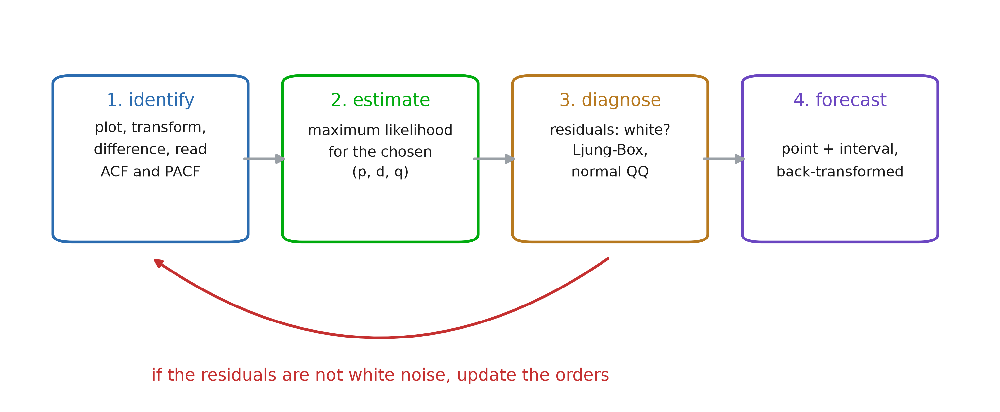 1. identify
plot, transform,
difference, read
ACF and PACF
2. estimate
maximum likelihood
for the chosen
(p, d, q)
3. diagnose
residuals: white?
Ljung-Box,
normal QQ
4. forecast
point + interval,
back-transformed
if the residuals are not white noise, update the orders